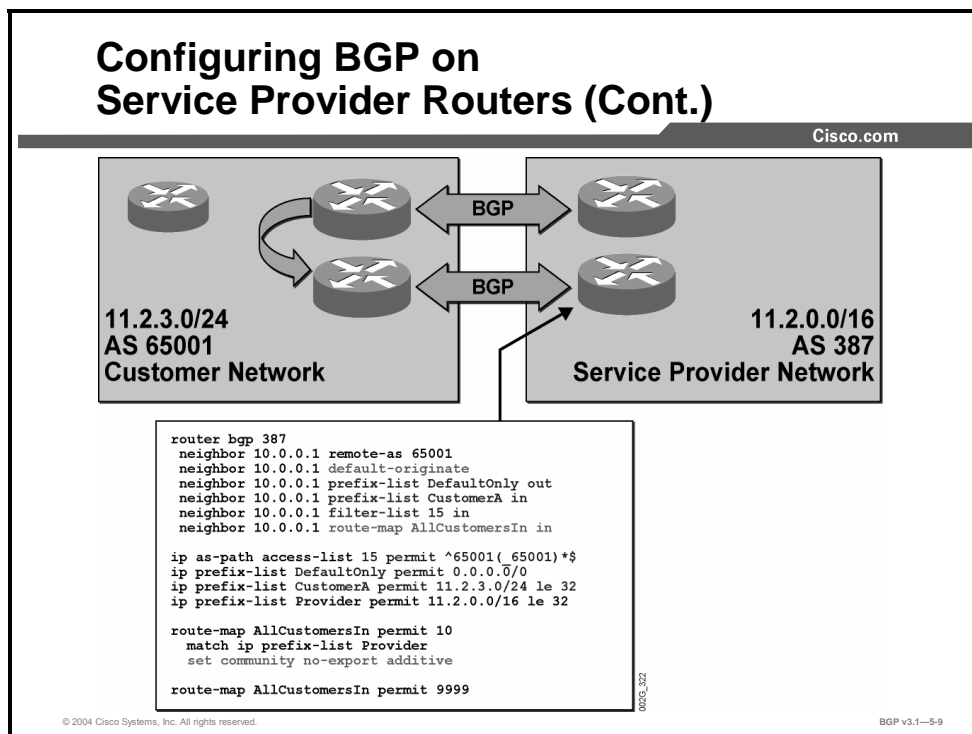 Configuring BGP on
Service Provider Routers (Cont.)
Cisco.com
BGP
BGP
11.2.3.0/24
AS 65001
Customer Network
11.2.0.0/16
AS 387
Service Provider Network
router bgp 387
neighbor 10.0.0.1 remote-as 65001
neighbor 10.0.0.1 default-originate
neighbor 10.0.0.1 prefix-list DefaultOnly out
neighbor 10.0.0.1 prefix-list CustomerA in
neighbor 10.0.0.1 filter-list 15 in
neighbor 10.0.0.1 route-map AllCustomersIn in
ip as-path access-list 15 permit ^65001(_65001)*$
ip prefix-list DefaultOnly permit 0.0.0.0/0
ip prefix-list CustomerA permit 11.2.3.0/24 le 32
ip prefix-list Provider permit 11.2.0.0/16 le 32
route-map AllCustomersIn permit 10
match ip prefix-list Provider
set community no-export additive
route-map AllCustomersIn permit 9999
002G_322
© 2004 Cisco Systems, Inc. All rights reserved.
BGP v3.1—5-9